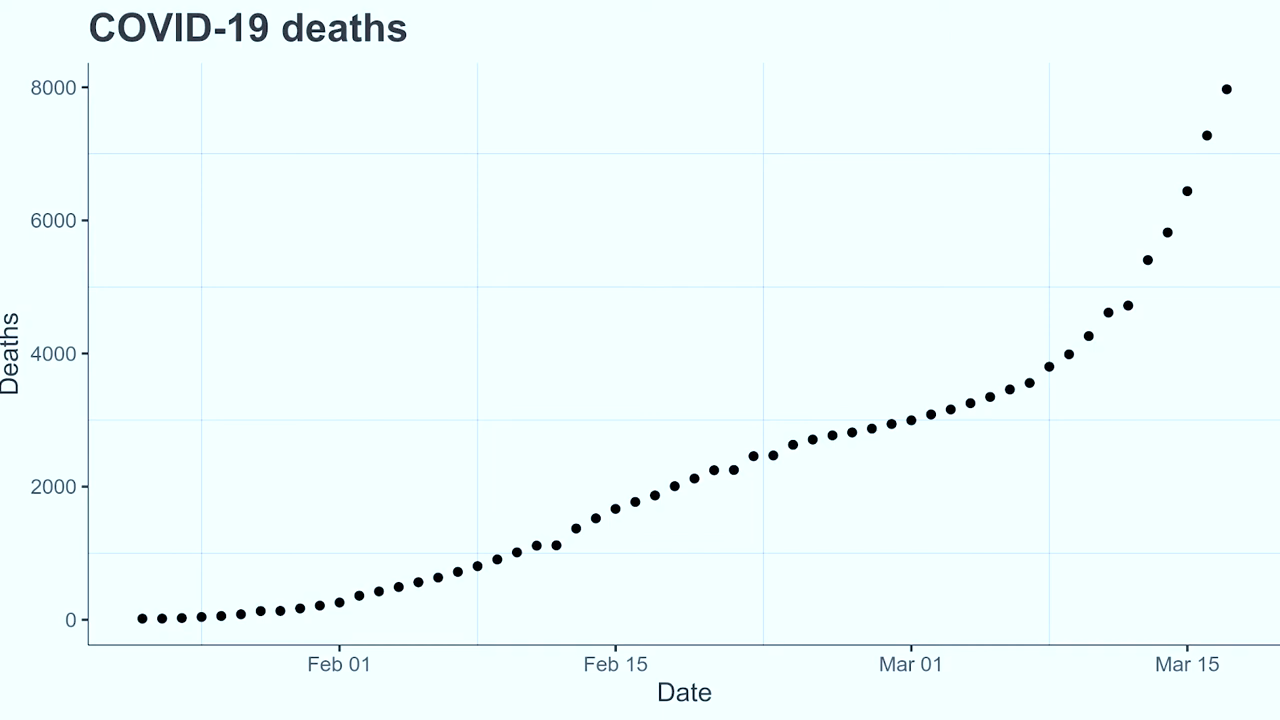 COVID-19 deaths
8000
6000
4000
2000
0
Deaths
Feb 01
Feb 15
Mar 01
Mar 15
Date